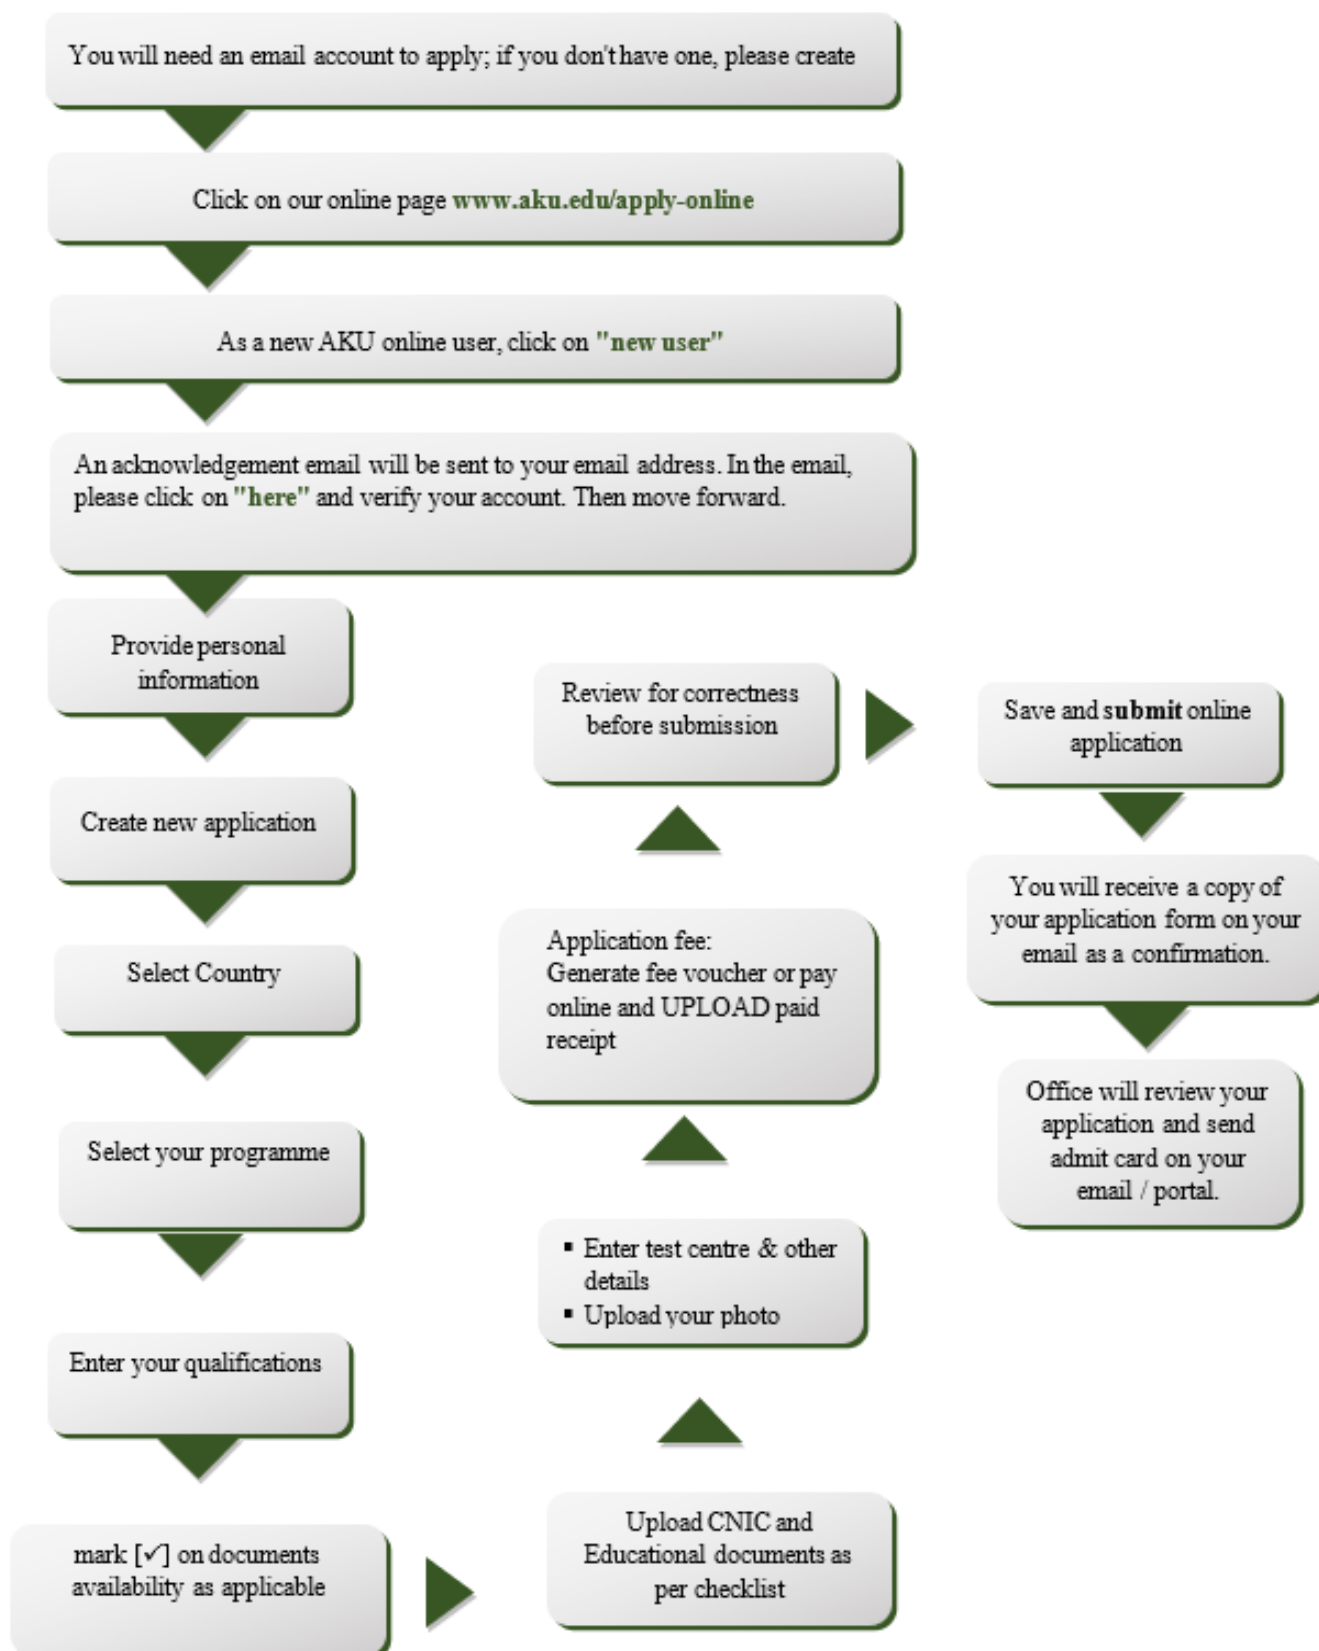 You will need an email account to apply; if you don't have one, please create
Click on our online page www.aku.edu/apply-online
As a new AKU online user, click on "new user"
An acknowledgement email will be sent to your email address. In the email,
please click on "here" and verify your account. Then move forward.
Provide personal
information
Create new application
Select Country
Select your programme
Enter your qualifications
mark [✓] on documents
availability as applicable
Upload CNIC and
Educational documents as
per checklist
▪ Enter test centre & other
details
▪ Upload your photo
Application fee:
Generate fee voucher or pay
online and UPLOAD paid
receipt
Review for correctness
before submission
Save and submit online
application
You will receive a copy of
your application form on your
email as a confirmation.
Office will review your
application and send
admit card on your
email / portal.